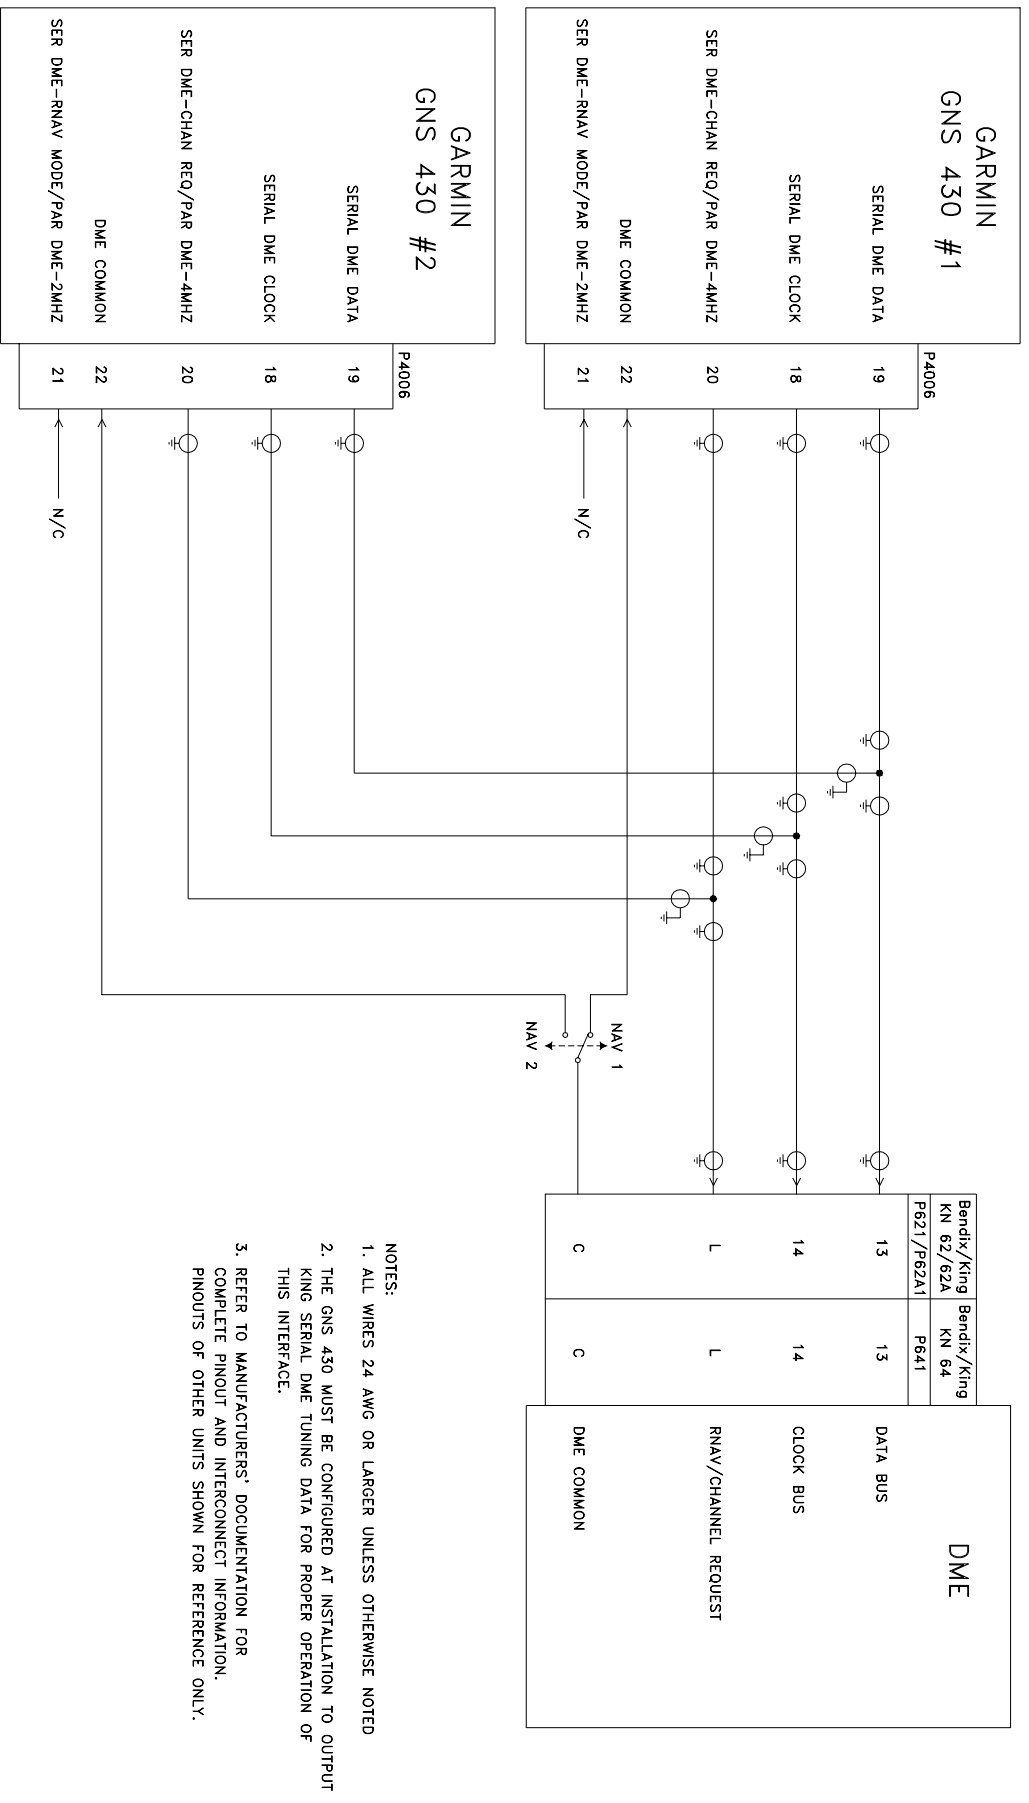 GARMIN
GNS 430 #1
P4006
SERIAL DME DATA 19
SERIAL DME CLOCK 18
SER DME-CHAN REQ/PAR DME-4MHZ 20
DME COMMON 22
SER DME-RNAV MODE/PAR DME-2MHZ 21
N/C
GARMIN
GNS 430 #2
P4006
SERIAL DME DATA 19
SERIAL DME CLOCK 18
SER DME-CHAN REQ/PAR DME-4MHZ 20
DME COMMON 22
SER DME-RNAV MODE/PAR DME-2MHZ 21
N/C
NAV 1
NAV 2
Bendix/King
KN 62/62A
P621/P62A1
Bendix/King
KN 64
P641
DME
13 13 DATA BUS
14 14 CLOCK BUS
L L RNAV/CHANNEL REQUEST
C C DME COMMON
NOTES:
1. ALL WIRES 24 AWG OR LARGER UNLESS OTHERWISE NOTED
2. THE GNS 430 MUST BE CONFIGURED AT INSTALLATION TO OUTPUT
KING SERIAL DME TUNING DATA FOR PROPER OPERATION OF
THIS INTERFACE.
3. REFER TO MANUFACTURERS' DOCUMENTATION FOR
COMPLETE PINOUT AND INTERCONNECT INFORMATION.
PINOUTS OF OTHER UNITS SHOWN FOR REFERENCE ONLY.